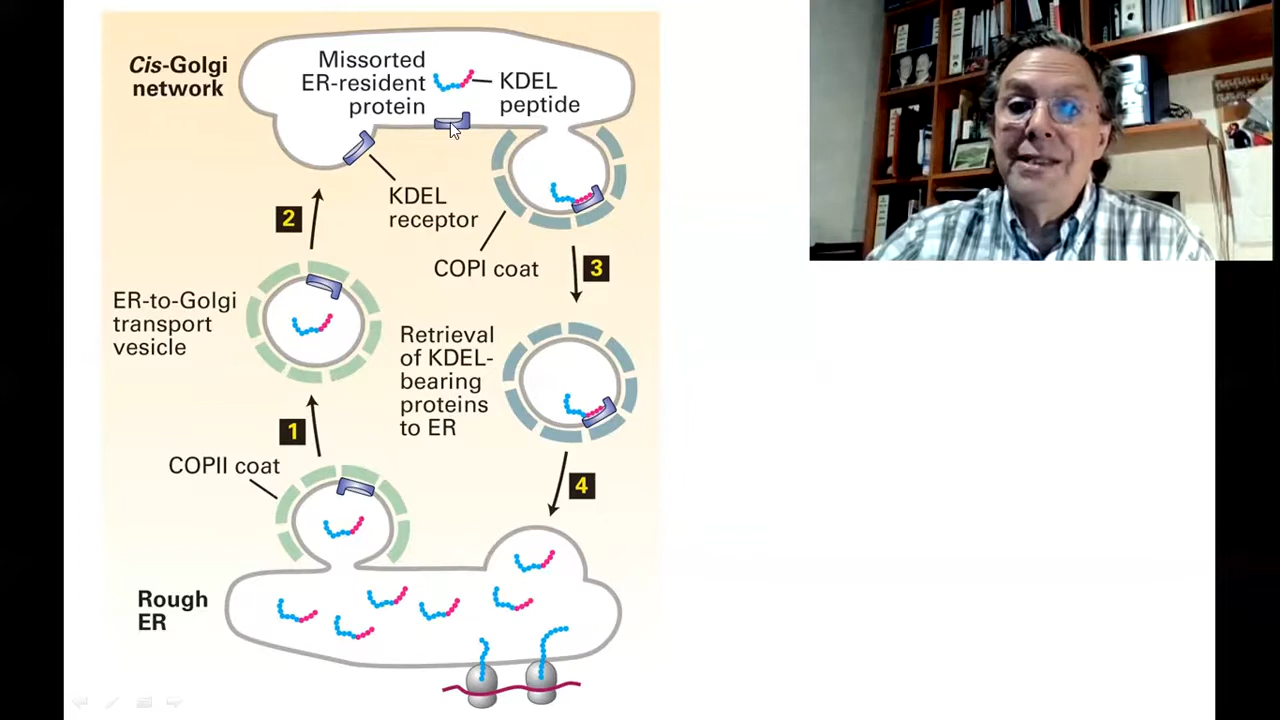 Cis-Golgi
network
Missorted
ER-resident
protein
KDEL
peptide
KDEL
receptor
2
COPI coat
3
ER-to-Golgi
transport
vesicle
Retrieval
of KDEL-
bearing
proteins
to ER
1
COPII coat
4
Rough
ER